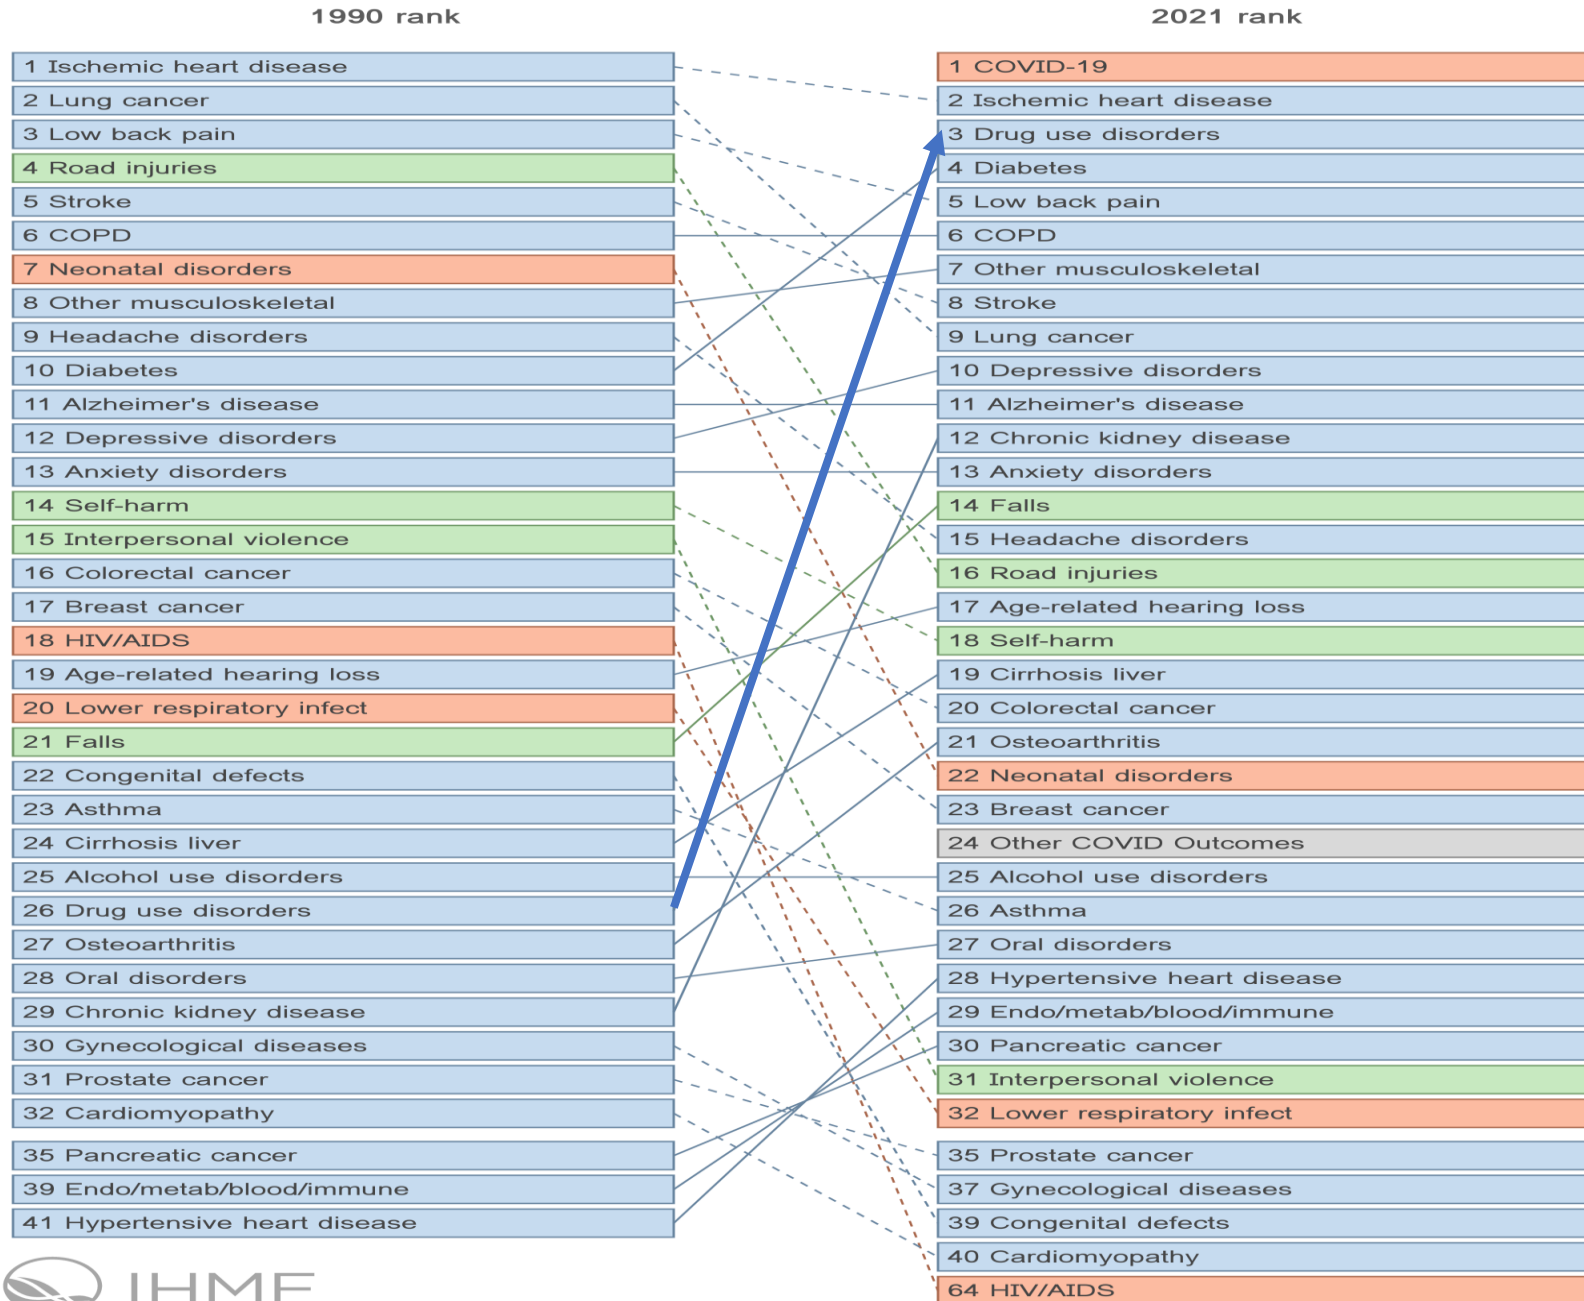 1990 rank
1 Ischemic heart disease
2 Lung cancer
3 Low back pain
4 Road injuries
5 Stroke
6 COPD
7 Neonatal disorders
8 Other musculoskeletal
9 Headache disorders
10 Diabetes
11 Alzheimer's disease
12 Depressive disorders
13 Anxiety disorders
14 Self-harm
15 Interpersonal violence
16 Colorectal cancer
17 Breast cancer
18 HIV/AIDS
19 Age-related hearing loss
20 Lower respiratory infect
21 Falls
22 Congenital defects
23 Asthma
24 Cirrhosis liver
25 Alcohol use disorders
26 Drug use disorders
27 Osteoarthritis
28 Oral disorders
29 Chronic kidney disease
30 Gynecological diseases
31 Prostate cancer
32 Cardiomyopathy
35 Pancreatic cancer
39 Endo/metab/blood/immune
41 Hypertensive heart disease
2021 rank
1 COVID-19
2 Ischemic heart disease
3 Drug use disorders
4 Diabetes
5 Low back pain
6 COPD
7 Other musculoskeletal
8 Stroke
9 Lung cancer
10 Depressive disorders
11 Alzheimer's disease
12 Chronic kidney disease
13 Anxiety disorders
14 Falls
15 Headache disorders
16 Road injuries
17 Age-related hearing loss
18 Self-harm
19 Cirrhosis liver
20 Colorectal cancer
21 Osteoarthritis
22 Neonatal disorders
23 Breast cancer
24 Other COVID Outcomes
25 Alcohol use disorders
26 Asthma
27 Oral disorders
28 Hypertensive heart disease
29 Endo/metab/blood/immune
30 Pancreatic cancer
31 Interpersonal violence
32 Lower respiratory infect
35 Prostate cancer
37 Gynecological diseases
39 Congenital defects
40 Cardiomyopathy
64 HIV/AIDS
IHME